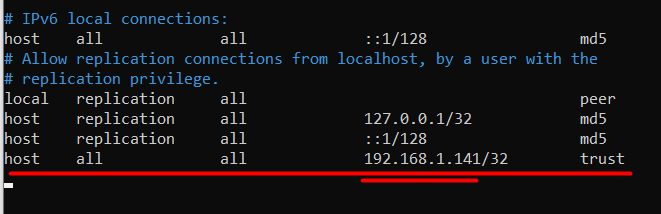 # IPv6 local connections:
host    all             all             ::1/128                 md5
# Allow replication connections from localhost, by a user with the
# replication privilege.
local   replication     all                                     peer
host    replication     all             127.0.0.1/32            md5
host    replication     all             ::1/128                 md5
host    all             all             192.168.1.141/32        trust